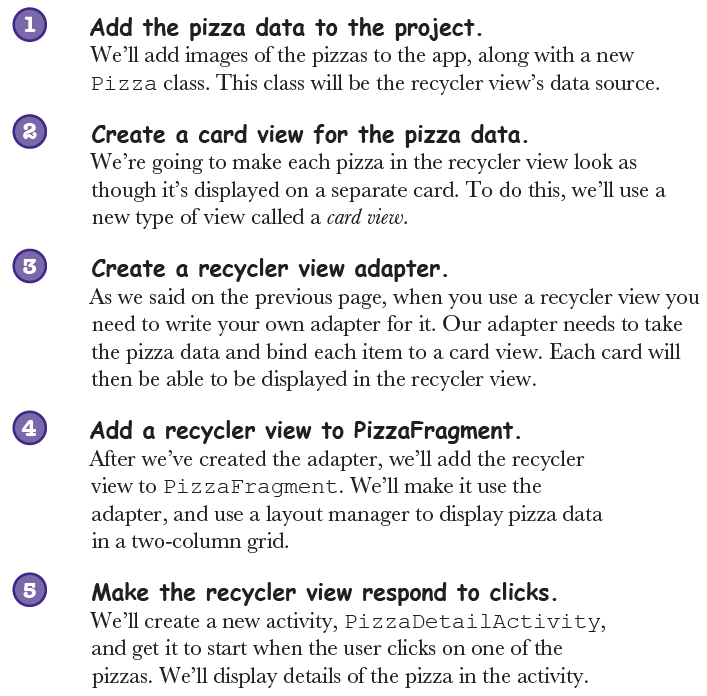 1 Add the pizza data to the project.
We’ll add images of the pizzas to the app, along with a new
Pizza class. This class will be the recycler view’s data source.
2 Create a card view for the pizza data.
We’re going to make each pizza in the recycler view look as
though it’s displayed on a separate card. To do this, we’ll use a
new type of view called a card view.
3 Create a recycler view adapter.
As we said on the previous page, when you use a recycler view you
need to write your own adapter for it. Our adapter needs to take
the pizza data and bind each item to a card view. Each card will
then be able to be displayed in the recycler view.
4 Add a recycler view to PizzaFragment.
After we’ve created the adapter, we’ll add the recycler
view to PizzaFragment. We’ll make it use the
adapter, and use a layout manager to display pizza data
in a two-column grid.
5 Make the recycler view respond to clicks.
We’ll create a new activity, PizzaDetailActivity,
and get it to start when the user clicks on one of the
pizzas. We’ll display details of the pizza in the activity.